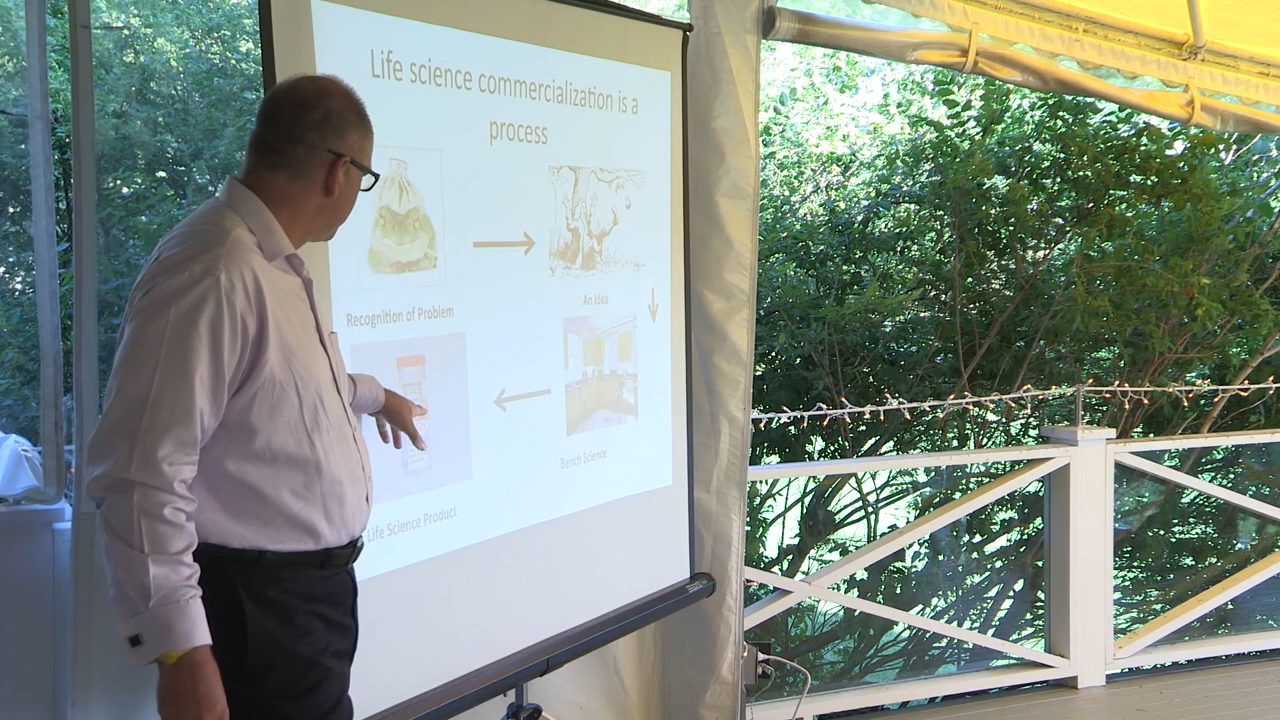 Life science commercialization is a
process
Recognition of Problem
An Idea
Bench Science
Life Science Product